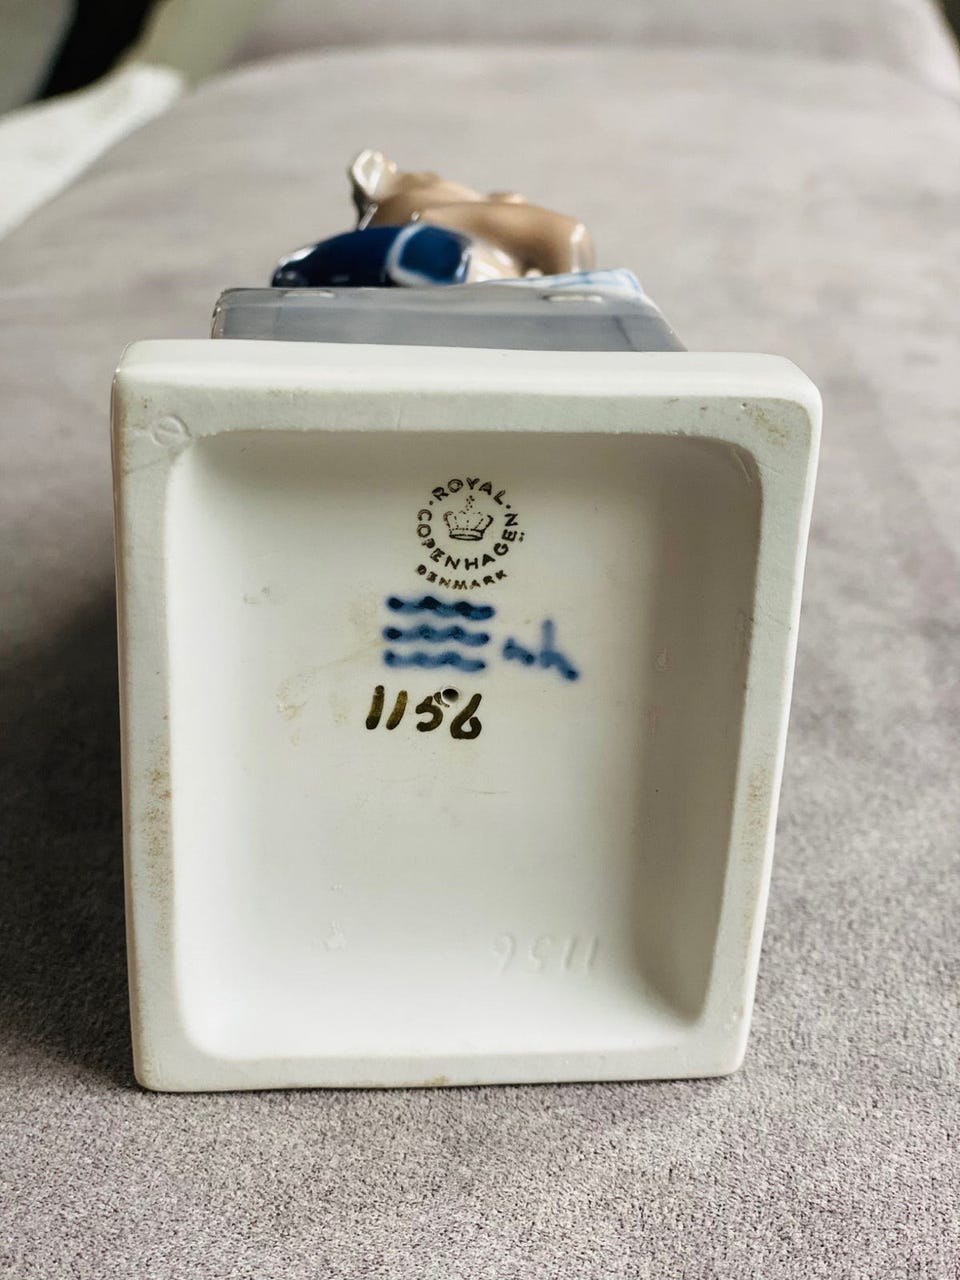 ROYAL
COPENHAGEN
DENMARK
1156
1156